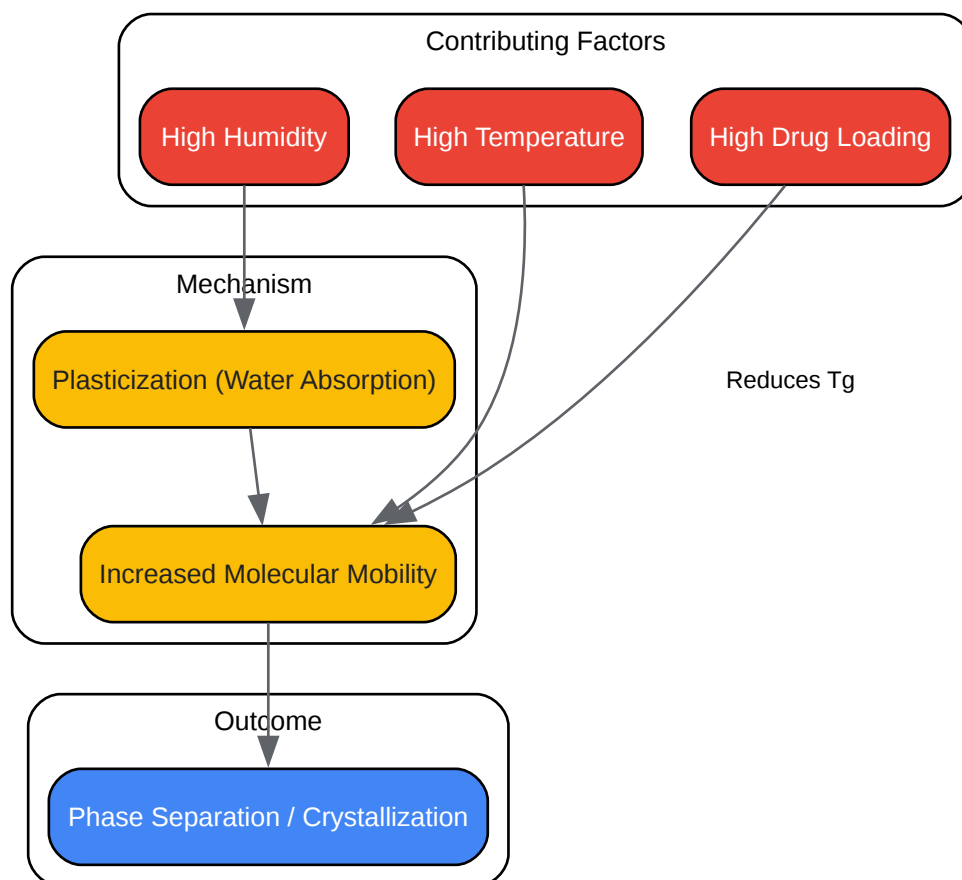 Contributing Factors
High Humidity
High Temperature
High Drug Loading
Mechanism
Plasticization (Water Absorption)
Reduces Tg
Increased Molecular Mobility
Outcome
Phase Separation / Crystallization